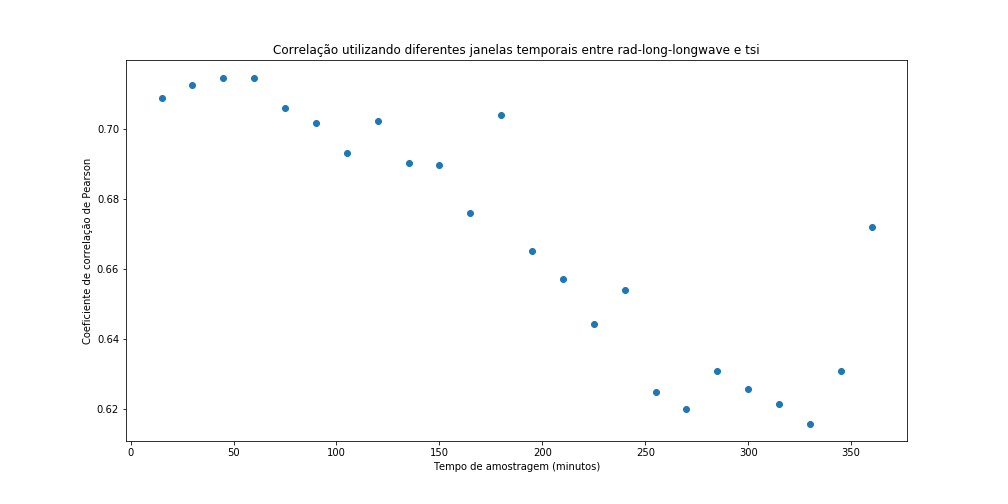 Correlação utilizando diferentes janelas temporais entre rad-long-longwave e tsi
Coeficiente de correlação de Pearson
0.70
0.68
0.66
0.64
0.62
0 50 100 150 200 250 300 350
Tempo de amostragem (minutos)